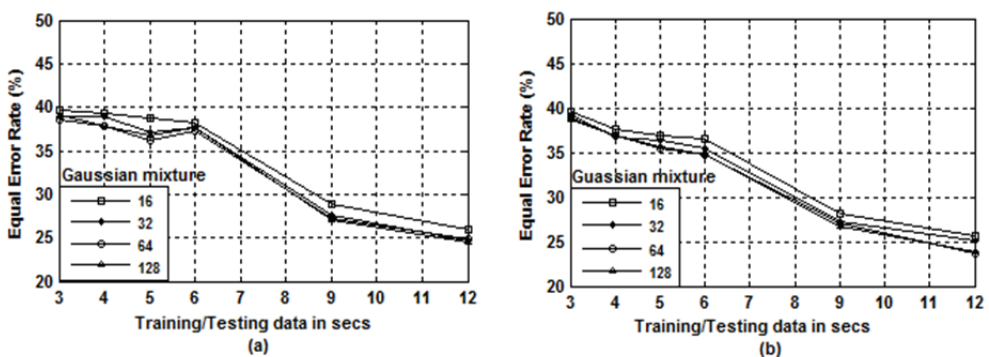 50
45
40
35
30
25
20
Equal Error Rate (%)
Gaussian mixture
16
32
64
128
3 4 5 6 7 8 9 10 11 12
Training/Testing data in secs
(a)
50
45
40
35
30
25
20
Equal Error Rate (%)
Guassian mixture
16
32
64
128
3 4 5 6 7 8 9 10 11 12
Training/Testing data in secs
(b)